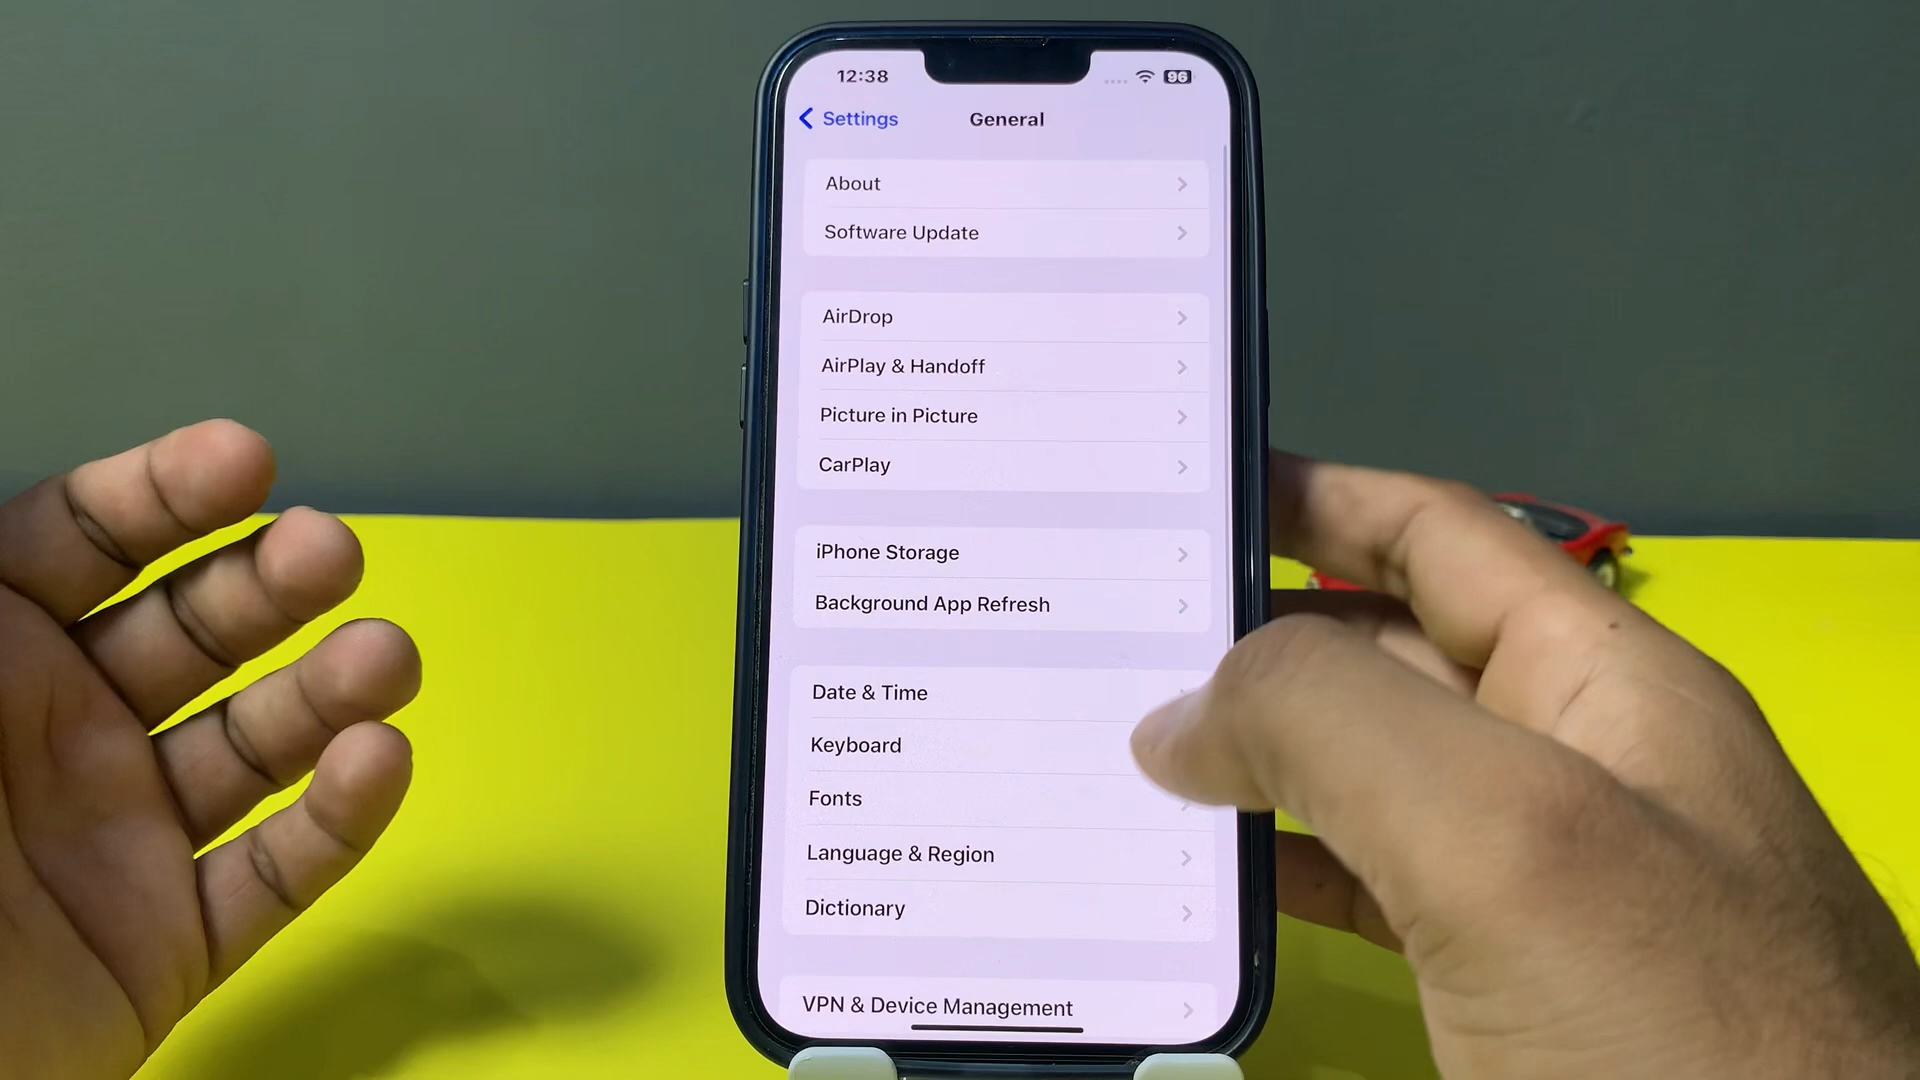 12:38
96
Settings
General
About
Software Update
AirDrop
AirPlay & Handoff
Picture in Picture
CarPlay
iPhone Storage
Background App Refresh
Date & Time
Keyboard
Fonts
Language & Region
Dictionary
VPN & Device Management